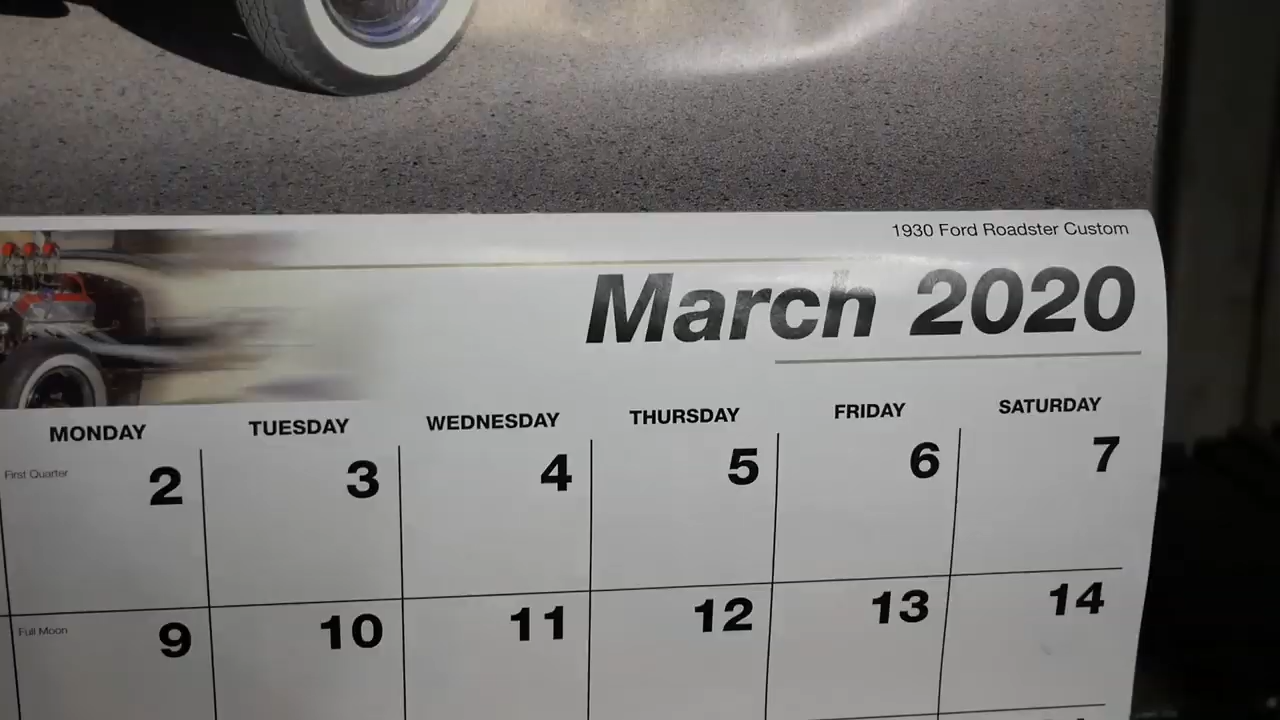 1930 Ford Roadster Custom
March 2020
MONDAY TUESDAY WEDNESDAY THURSDAY FRIDAY SATURDAY
First Quarter 2 3 4 5 6 7
Full Moon 9 10 11 12 13 14